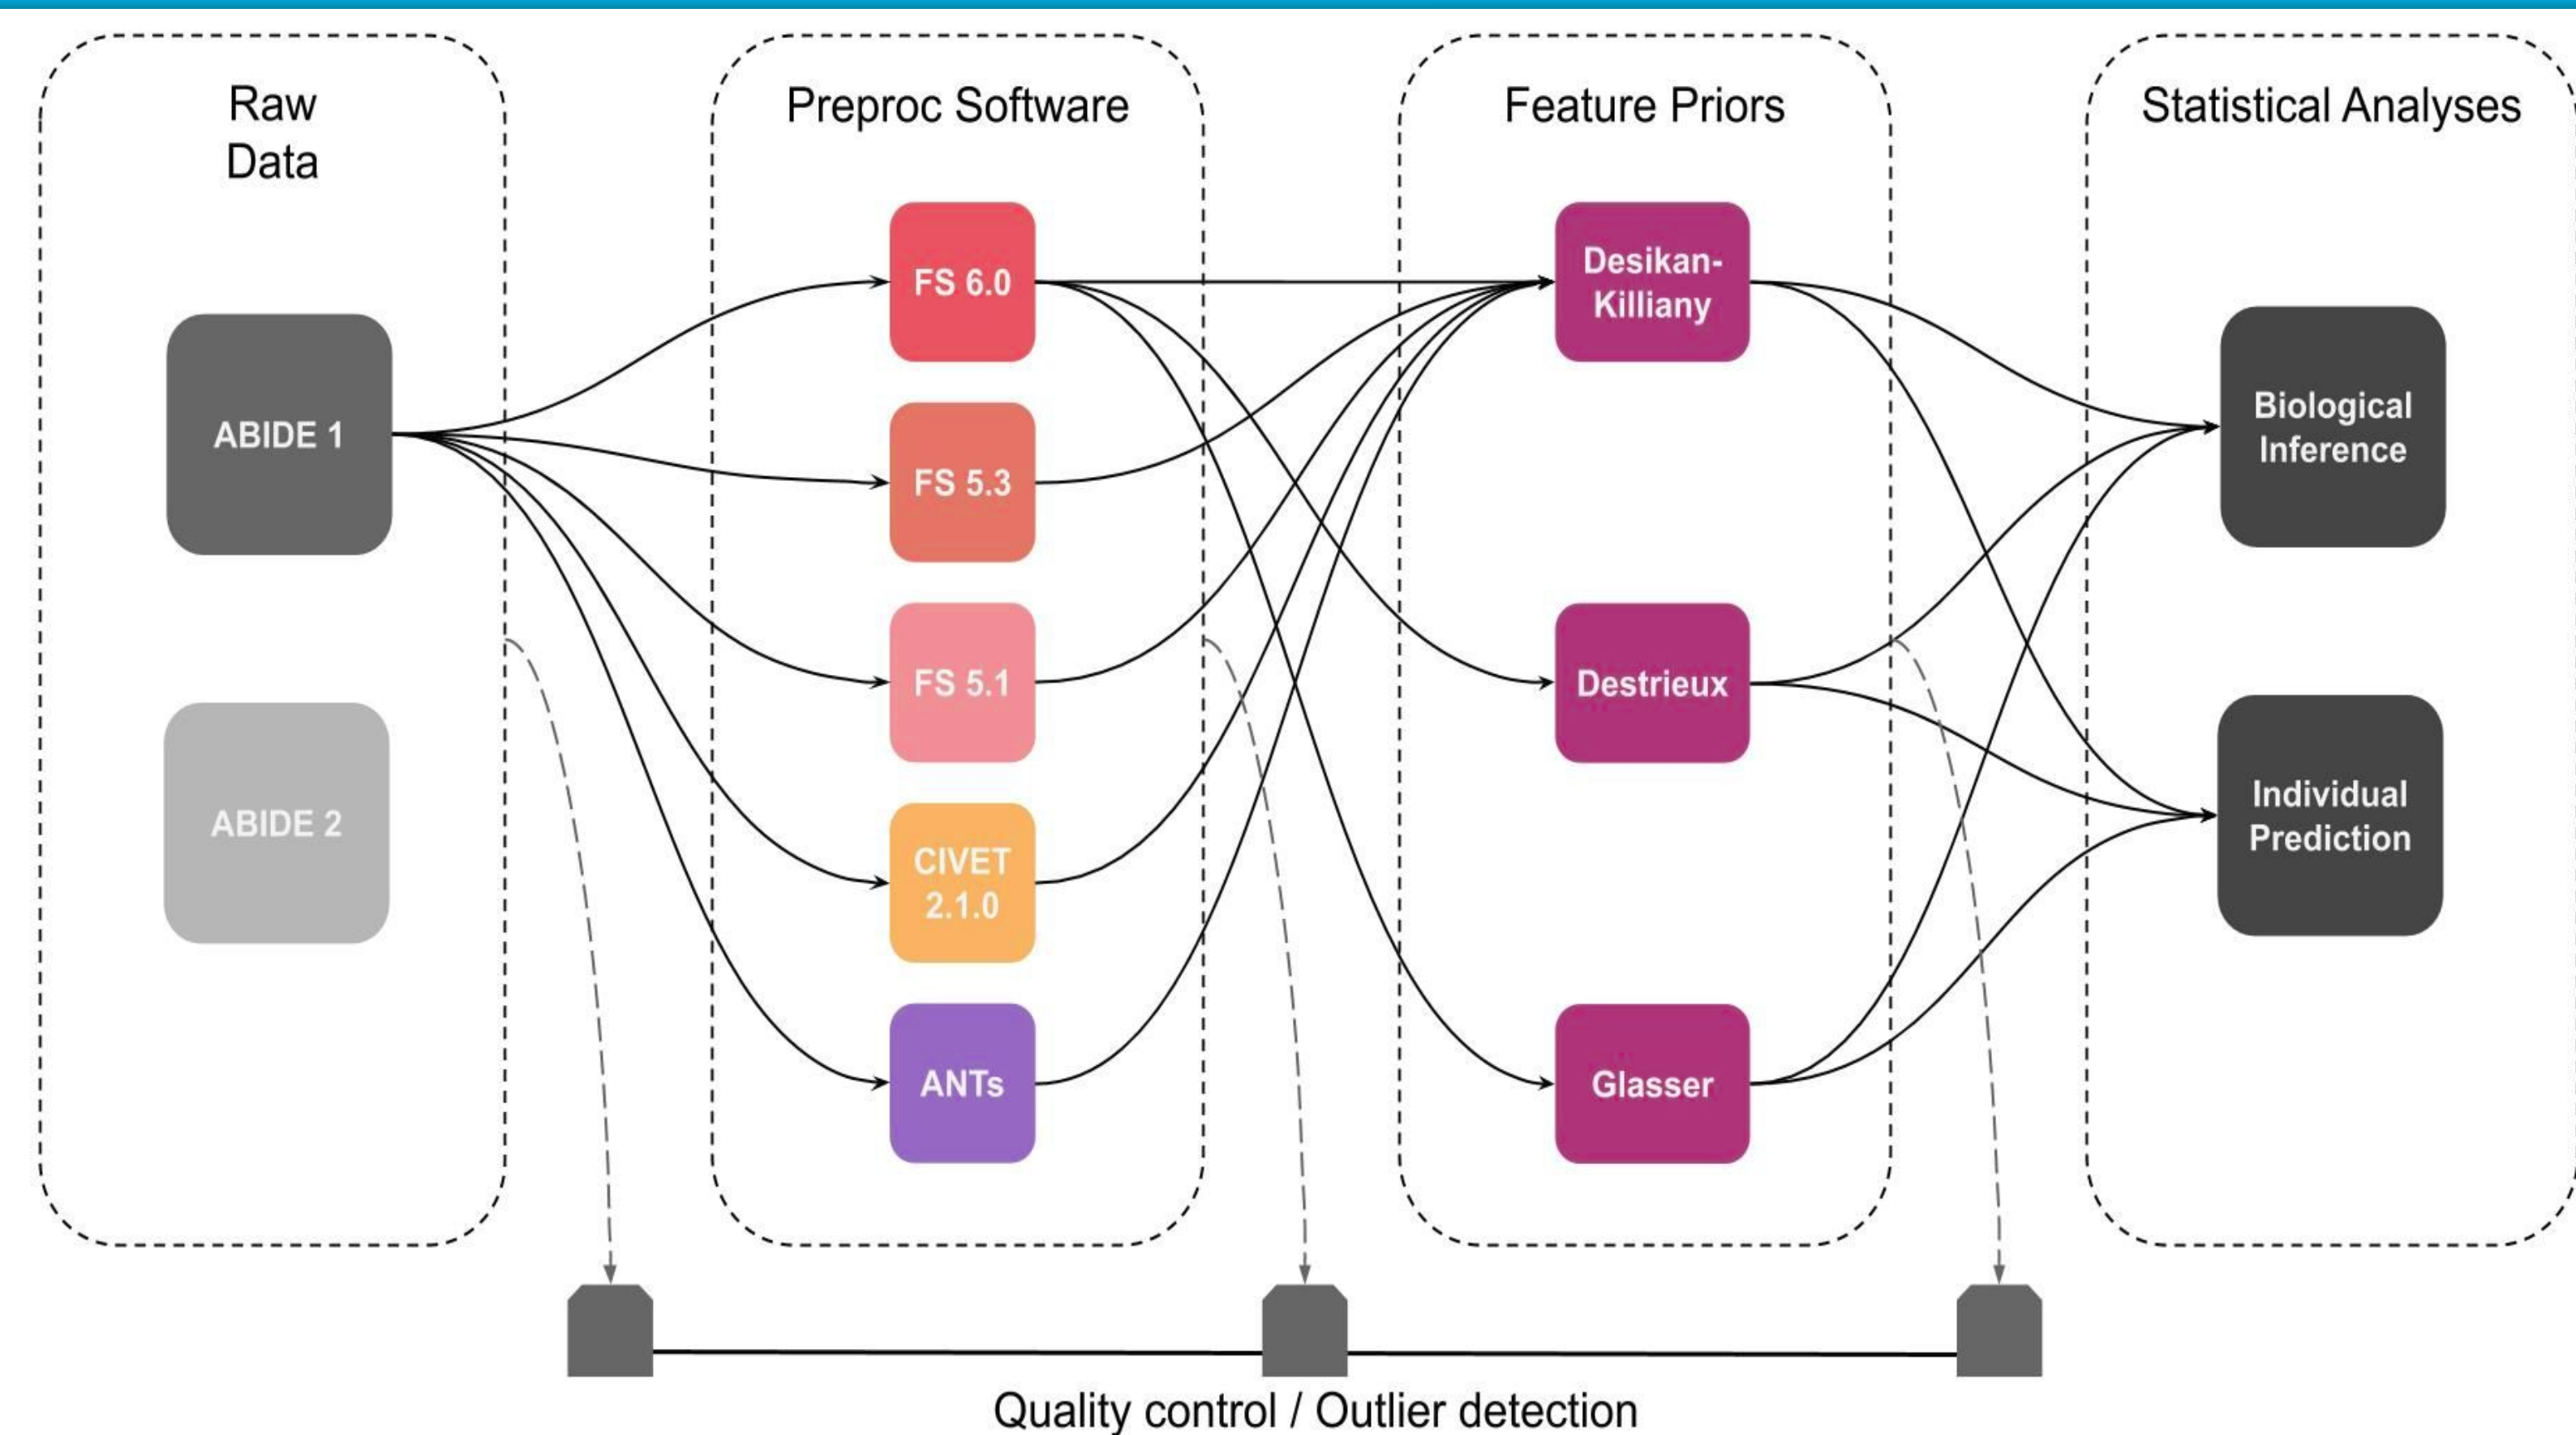 Raw
Data
Preproc Software
Feature Priors
Statistical Analyses
ABIDE 1
ABIDE 2
FS 6.0
FS 5.3
FS 5.1
CIVET
2.1.0
ANTs
Desikan-
Killiany
Destrieux
Glasser
Biological
Inference
Individual
Prediction
Quality control / Outlier detection